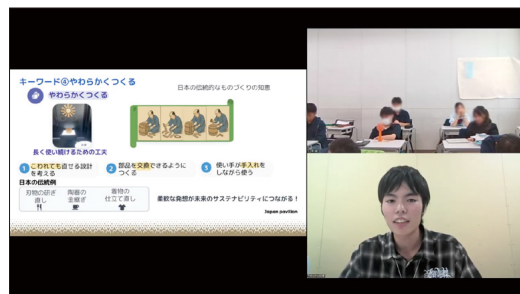 キーワード④やわらかくつくる
やわらかくつくる
日本の伝統的なものづくりの知恵
長く使い続けるための工夫
1 こわれても直せる設計を考える
2 部品を交換できるようにつくる
3 使い手が手入れをしながら使う
日本の伝統例
刃物の研ぎ直し
陶器の金継ぎ
着物の仕立て直し
柔軟な発想が未来のサステナビリティにつながる！
Japan pavilion